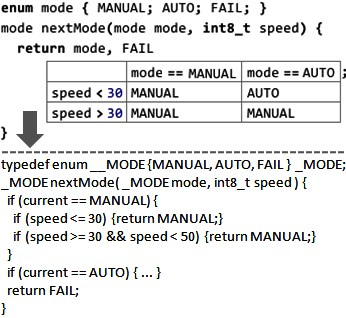 enum mode { MANUAL; AUTO; FAIL; }
mode nextMode(mode mode, int8_t speed) {
return mode, FAIL
mode == MANUAL mode == AUTO ;
speed < 30 MANUAL AUTO
speed > 30 MANUAL MANUAL
}
typedef enum __MODE {MANUAL, AUTO, FAIL } _MODE;
_MODE nextMode( _MODE mode, int8_t speed ) {
if (current == MANUAL) {
if (speed <= 30) {return MANUAL;}
if (speed >= 30 && speed < 50) {return MANUAL;}
}
if (current == AUTO) { ... }
return FAIL;
}